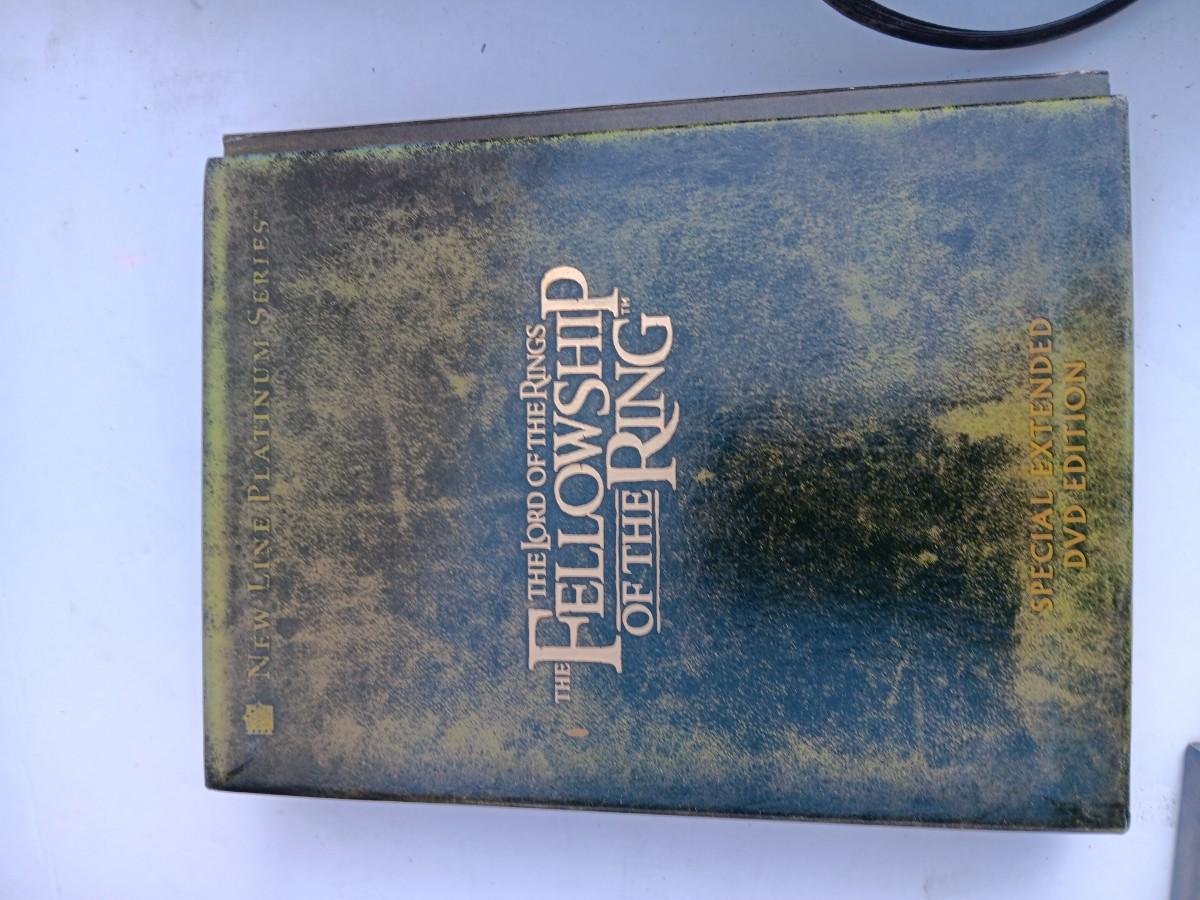 NEW LINE PLATINUM SERIES
THE LORD OF THE RINGS
THE FELLOWSHIP
OF THE RING™
SPECIAL EXTENDED
DVD EDITION